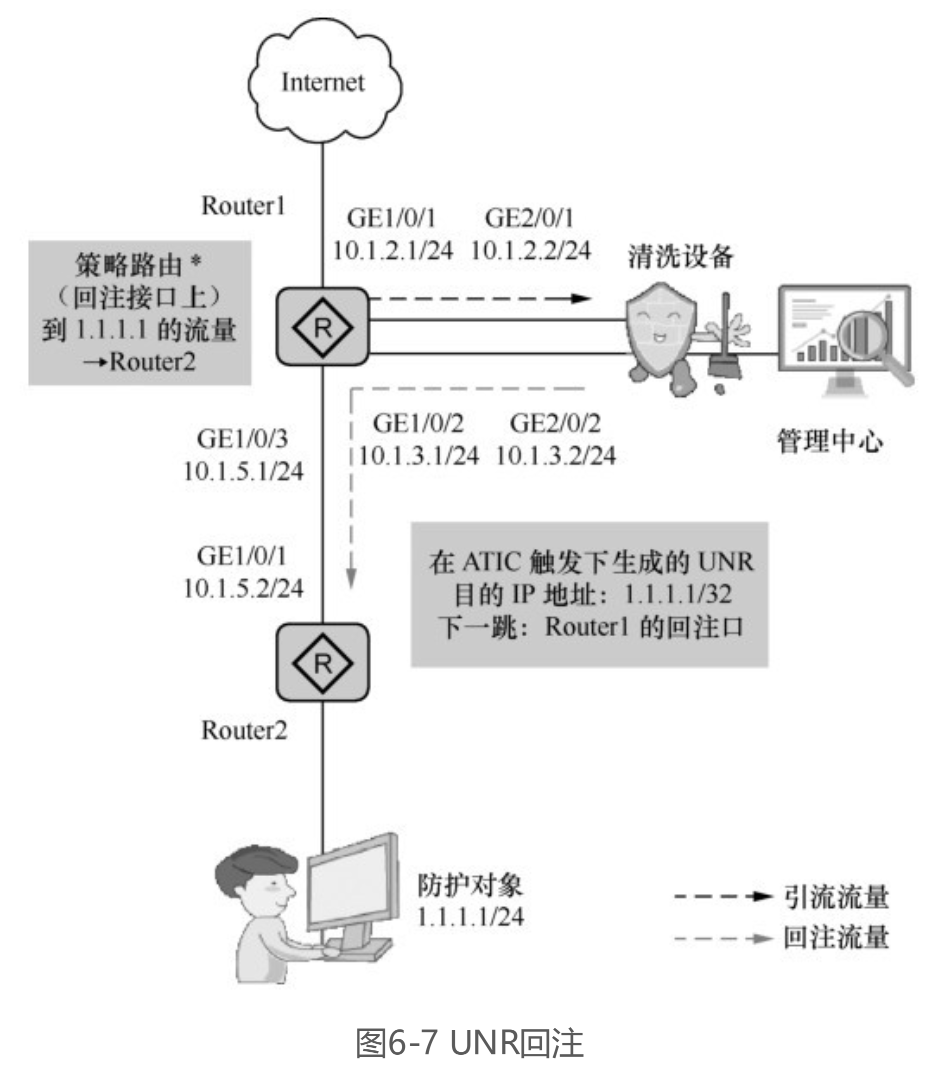 Internet
Router1
GE1/0/1
10.1.2.1/24
GE2/0/1
10.1.2.2/24
清洗设备
策略路由*
（回注接口上）
到 1.1.1.1 的流量
→Router2
R
GE1/0/3
10.1.5.1/24
GE1/0/2
10.1.3.1/24
GE2/0/2
10.1.3.2/24
管理中心
GE1/0/1
10.1.5.2/24
在 ATIC 触发下生成的 UNR
目的 IP 地址：1.1.1.1/32
下一跳：Router1 的回注口
R
Router2
防护对象
1.1.1.1/24
引流流量
回注流量
图6-7 UNR回注